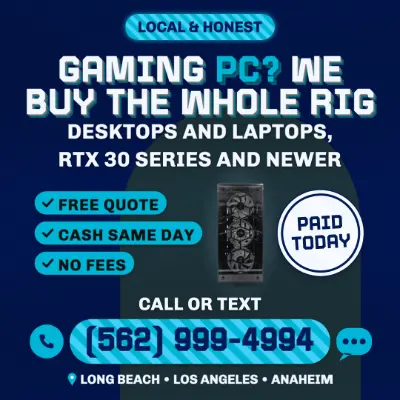 LOCAL & HONEST
GAMING PC? WE
BUY THE WHOLE RIG
DESKTOPS AND LAPTOPS,
RTX 30 SERIES AND NEWER
FREE QUOTE
CASH SAME DAY
NO FEES
PAID
TODAY
CALL OR TEXT
(562) 999-4994
LONG BEACH • LOS ANGELES • ANAHEIM